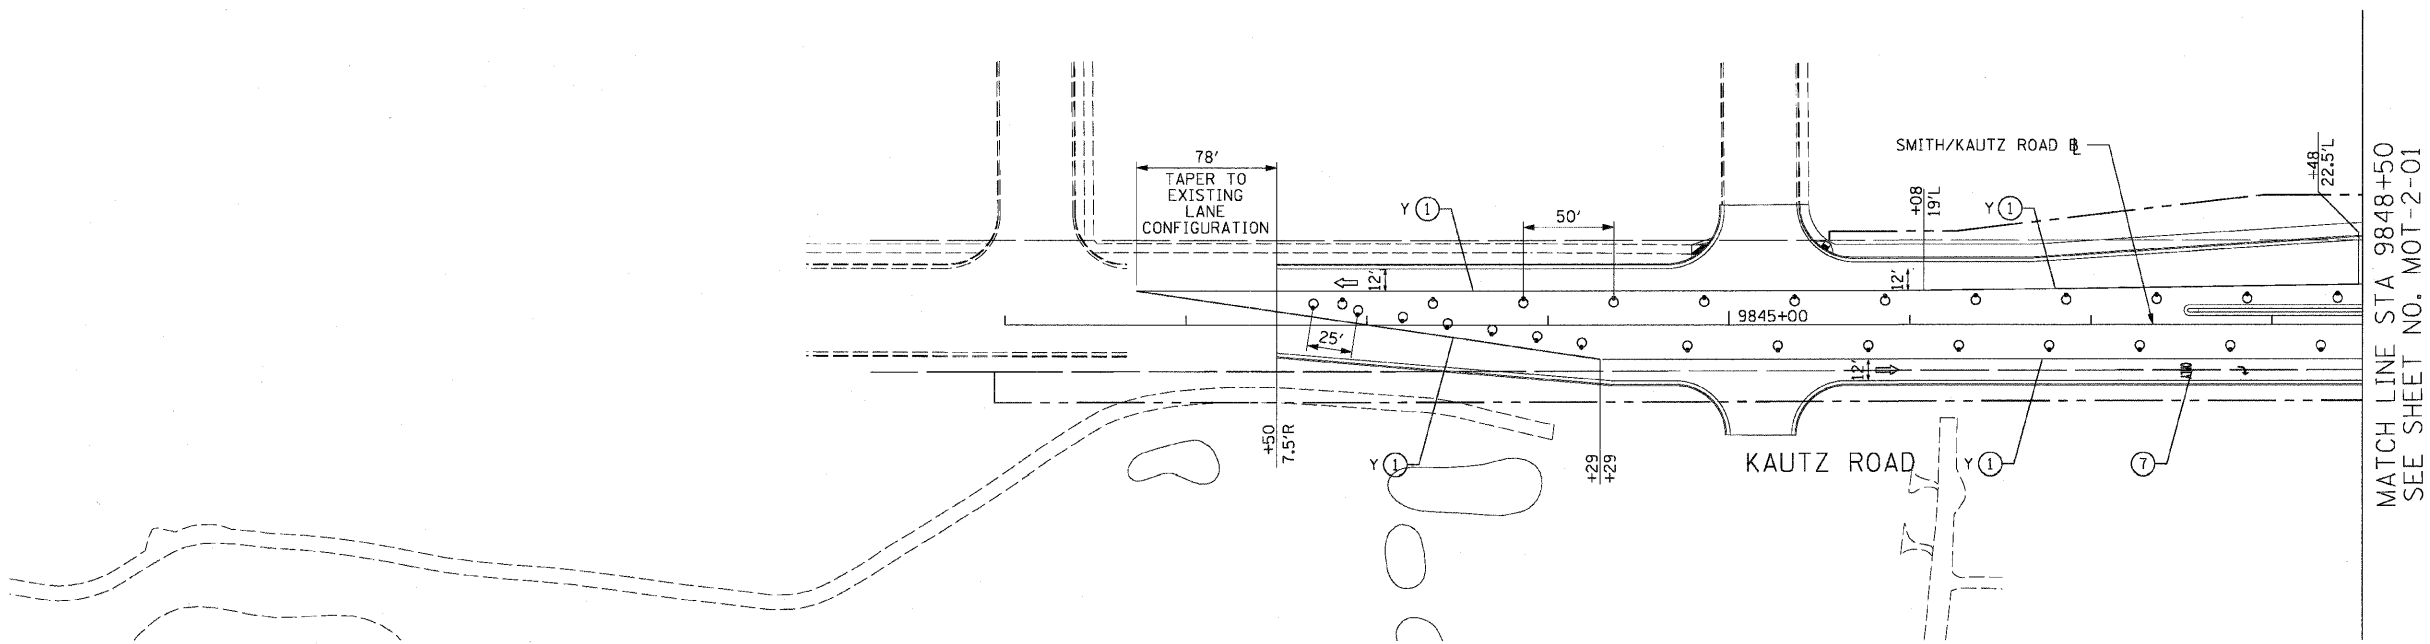 78'
TAPER TO
EXISTING
LANE
CONFIGURATION
Y 1
50'
SMITH/KAUTZ ROAD ℄
+08
19'L
Y 1
+48
22.5'L
12'
12'
9845+00
25'
12'
+50
7.5'R
Y 1
+29
+29
KAUTZ ROAD
Y 1
7
MATCH LINE STA 9848+50
SEE SHEET NO. MOT-2-01